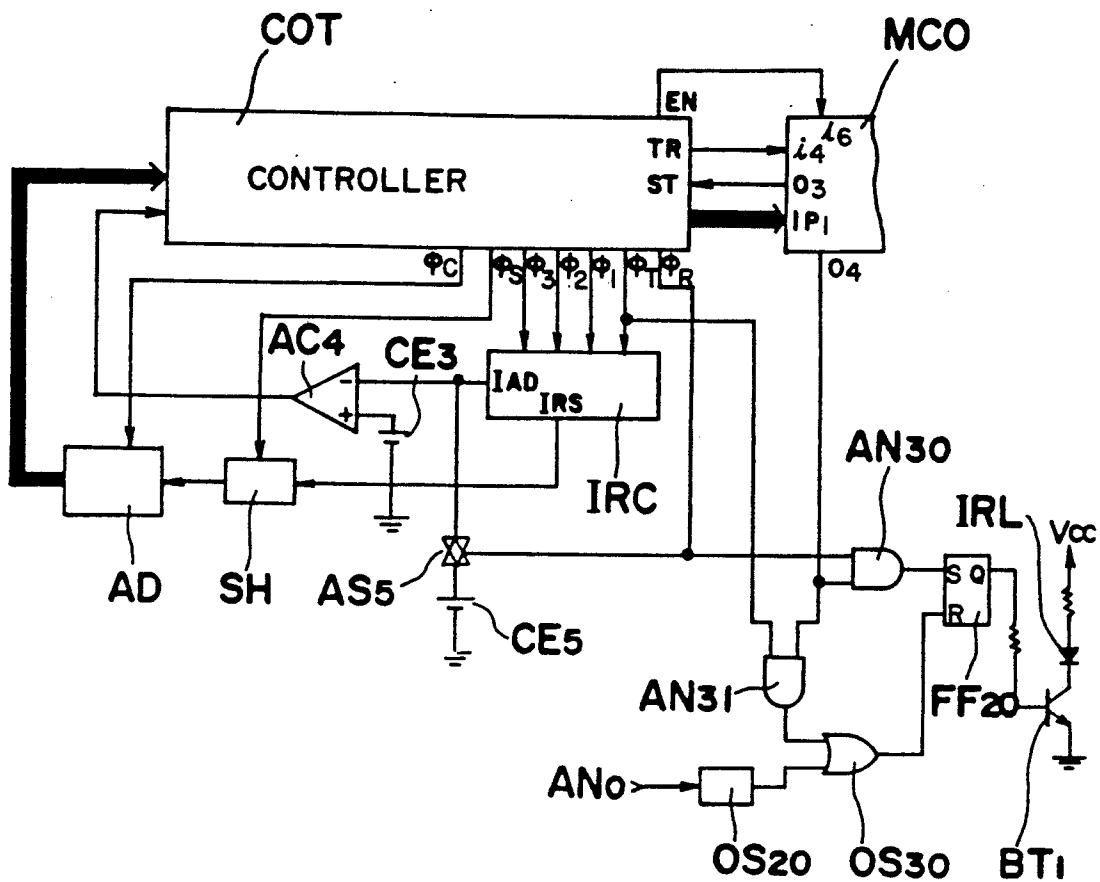 COT
MCO
EN
i6
TR
i4
CONTROLLER
ST
O3
IP1
ΦC
ΦS
Φ3
Φ2
Φ1
ΦT
ΦR
O4
AC4
CE3
IAD
IRS
−
+
IRC
AN30
IRL
Vcc
AD
SH
AS5
S Q
R
CE5
AN31
FF20
ANo
OS20
OS30
BT1